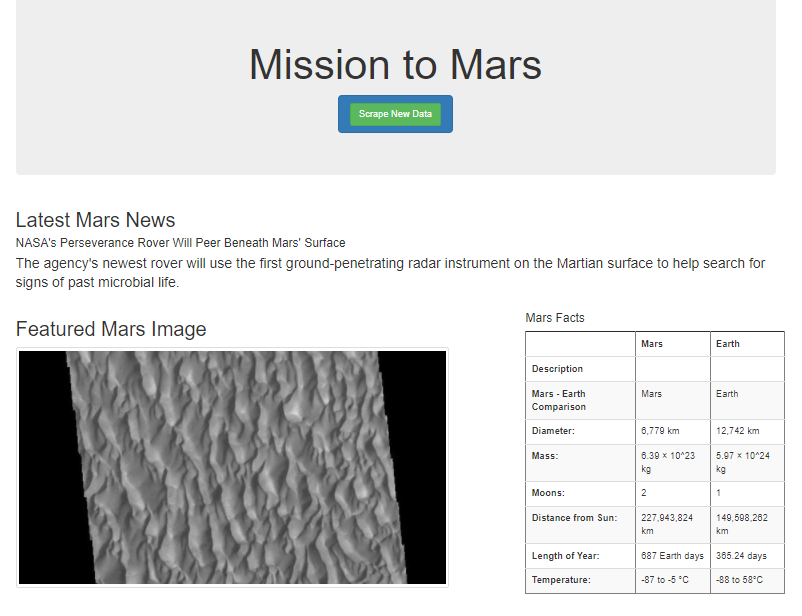 Mission to Mars
Scrape New Data
Latest Mars News
NASA's Perseverance Rover Will Peer Beneath Mars' Surface
The agency's newest rover will use the first ground-penetrating radar instrument on the Martian surface to help search for
signs of past microbial life.
Featured Mars Image
Mars Facts
Mars Earth
Description
Mars - Earth Comparison Mars Earth
Diameter: 6,779 km 12,742 km
Mass: 6.39 × 10^23 kg 5.97 × 10^24 kg
Moons: 2 1
Distance from Sun: 227,943,824 km 149,598,262 km
Length of Year: 687 Earth days 365.24 days
Temperature: -87 to -5 °C -88 to 58°C